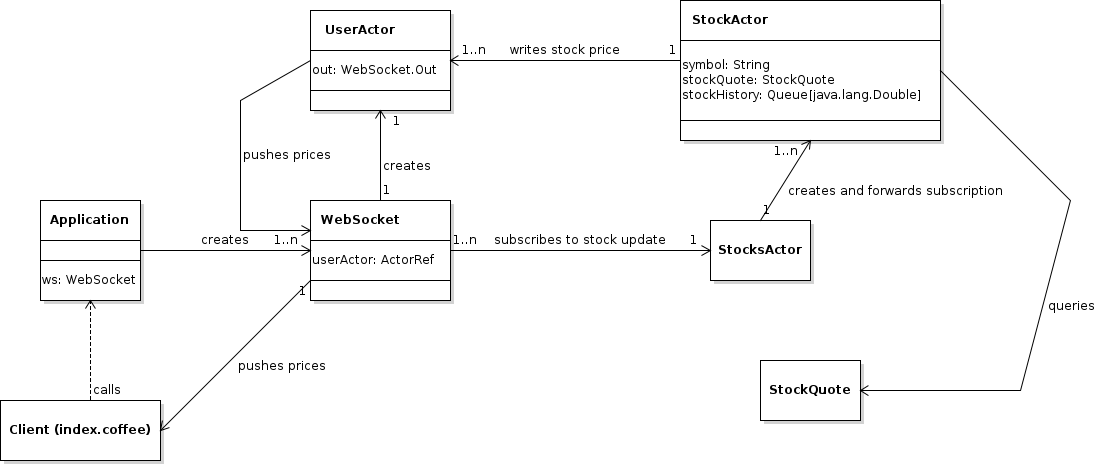 UserActor
out: WebSocket.Out
StockActor
symbol: String
stockQuote: StockQuote
stockHistory: Queue[java.lang.Double]
1..n writes stock price 1
1
creates
1
pushes prices
1..n
creates and forwards subscription
1
Application
ws: WebSocket
creates 1..n
WebSocket
userActor: ActorRef
1..n subscribes to stock update 1
StocksActor
1
pushes prices
queries
StockQuote
calls
Client (index.coffee)